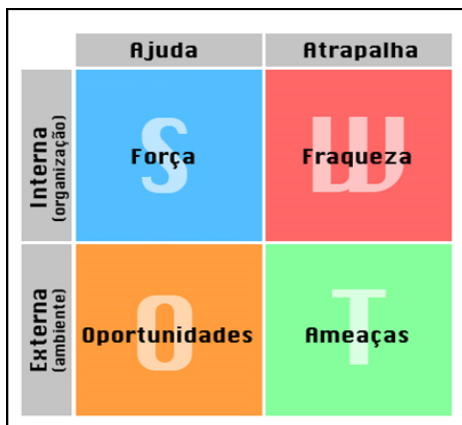 Ajuda
Atrapalha
Interna
(organização)
S
Força
W
Fraqueza
Externa
(ambiente)
O
Oportunidades
T
Ameaças